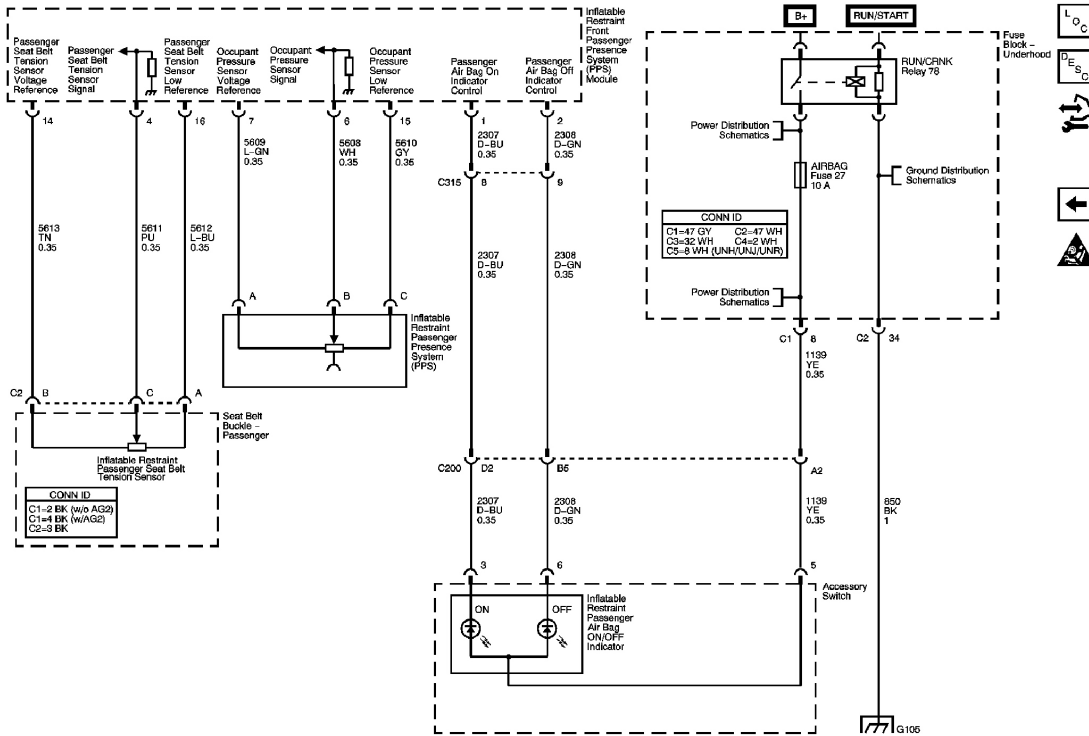 Inflatable
Restraint
Front
Passenger
Presence
System
(PPS)
Module
Passenger
Seat Belt
Tension
Sensor
Voltage
Reference
Passenger
Seat Belt
Tension
Sensor
Signal
Passenger
Seat Belt
Tension
Sensor
Low
Reference
Occupant
Pressure
Sensor
Voltage
Reference
Occupant
Pressure
Sensor
Signal
Occupant
Pressure
Sensor
Low
Reference
Passenger
Air Bag On
Indicator
Control
Passenger
Air Bag Off
Indicator
Control
14
4
16
7
6
15
1
2
5609
L-GN
0.35
5608
WH
0.35
5610
GY
0.35
2307
D-BU
0.35
2308
D-GN
0.35
C315
8
9
5613
TN
0.35
5611
PU
0.35
5612
L-BU
0.35
2307
D-BU
0.35
2308
D-GN
0.35
A
B
C
Inflatable
Restraint
Passenger
Presence
System
(PPS)
C2
B
C
A
Seat Belt
Buckle –
Passenger
Inflatable Restraint
Passenger Seat Belt
Tension Sensor
CONN ID
C1=2 BK (w/o AG2)
C1=4 BK (w/AG2)
C2=3 BK
B+
RUN/START
Fuse
Block –
Underhood
RUN/CRNK
Relay 78
Power Distribution
Schematics
AIRBAG
Fuse 27
10 A
Ground Distribution
Schematics
CONN ID
C1=47 GY C2=47 WH
C3=32 WH C4=2 WH
C5=8 WH (UNH/UNJ/UNR)
Power Distribution
Schematics
C1
8
C2
34
1139
YE
0.35
C200
D2
B5
A2
2307
D-BU
0.35
2308
D-GN
0.35
1139
YE
0.35
850
BK
1
3
6
5
Accessory
Switch
ON
OFF
Inflatable
Restraint
Passenger
Air Bag
ON/OFF
Indicator
G105
L
O
C
D
E
S
C